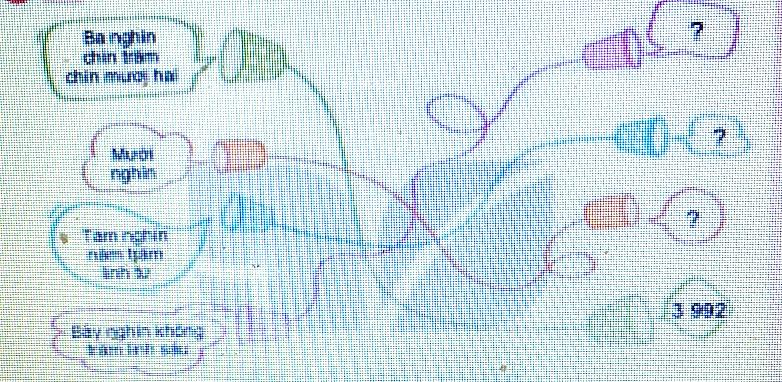 Ba nghìn
chín trăm
chín mươi hai
?
Mười
nghìn
?
Tám nghìn
năm trăm
linh tư
?
Bảy nghìn không
trăm linh sáu
3 992